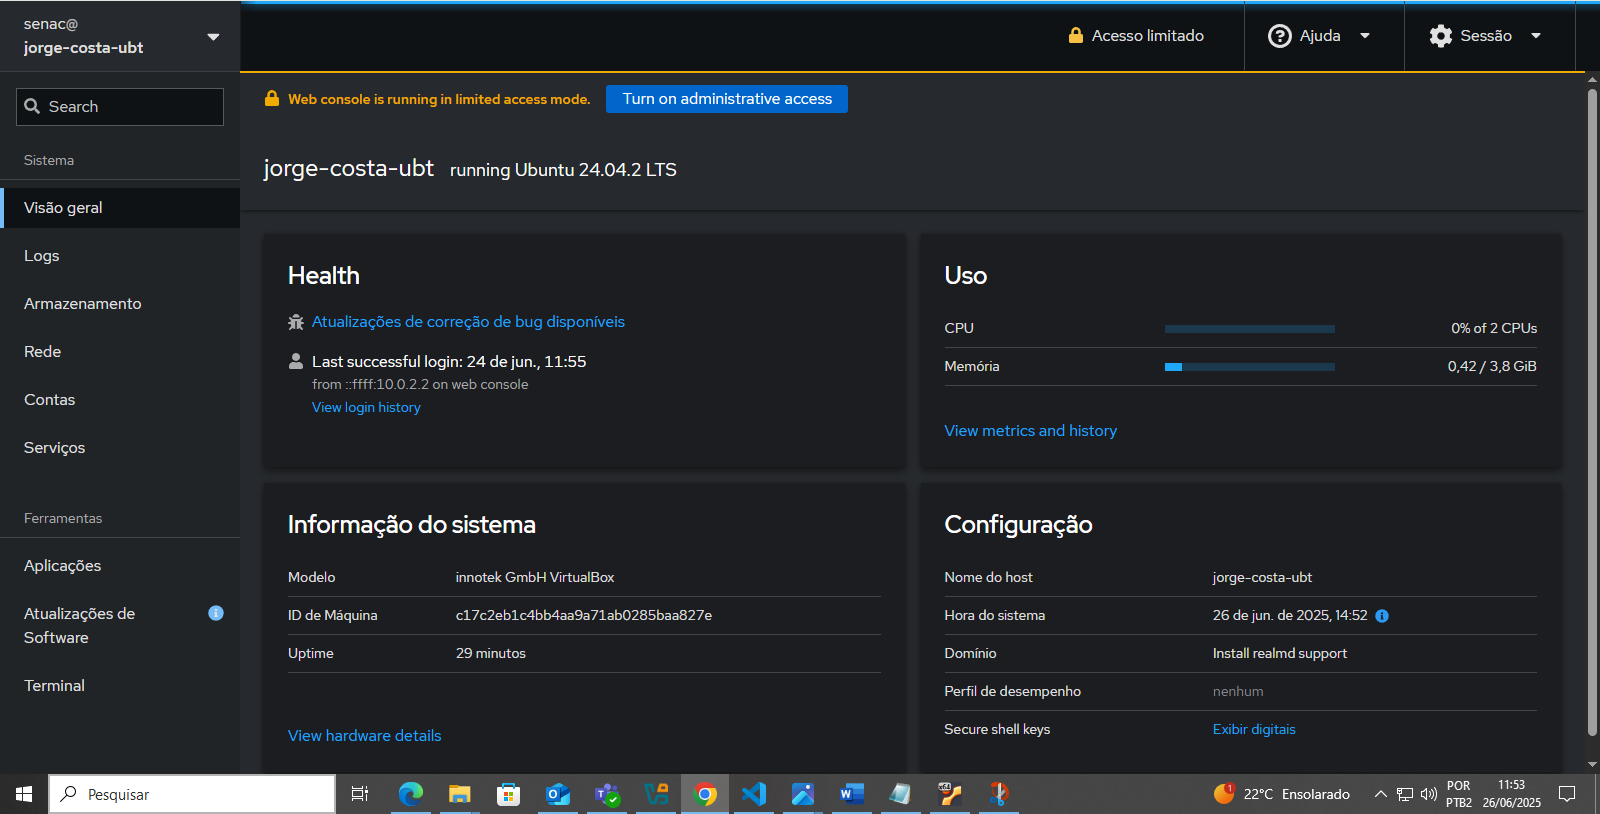 senac@
jorge-costa-ubt
Acesso limitado
Ajuda
Sessão
Search
Web console is running in limited access mode.
Turn on administrative access
Sistema
jorge-costa-ubt running Ubuntu 24.04.2 LTS
Visão geral
Logs
Armazenamento
Rede
Contas
Serviços
Ferramentas
Aplicações
Atualizações de
Software
Terminal
Health
Atualizações de correção de bug disponíveis
Last successful login: 24 de jun., 11:55
from ::ffff:10.0.2.2 on web console
View login history
Uso
CPU 0% of 2 CPUs
Memória 0,42 / 3,8 GiB
View metrics and history
Informação do sistema
Modelo innotek GmbH VirtualBox
ID de Máquina c17c2eb1c4bb4aa9a71ab0285baa827e
Uptime 29 minutos
View hardware details
Configuração
Nome do host jorge-costa-ubt
Hora do sistema 26 de jun. de 2025, 14:52
Domínio Install realmd support
Perfil de desempenho nenhum
Secure shell keys Exibir digitais
Pesquisar
1
22°C Ensolarado
POR
PTB2
11:53
26/06/2025